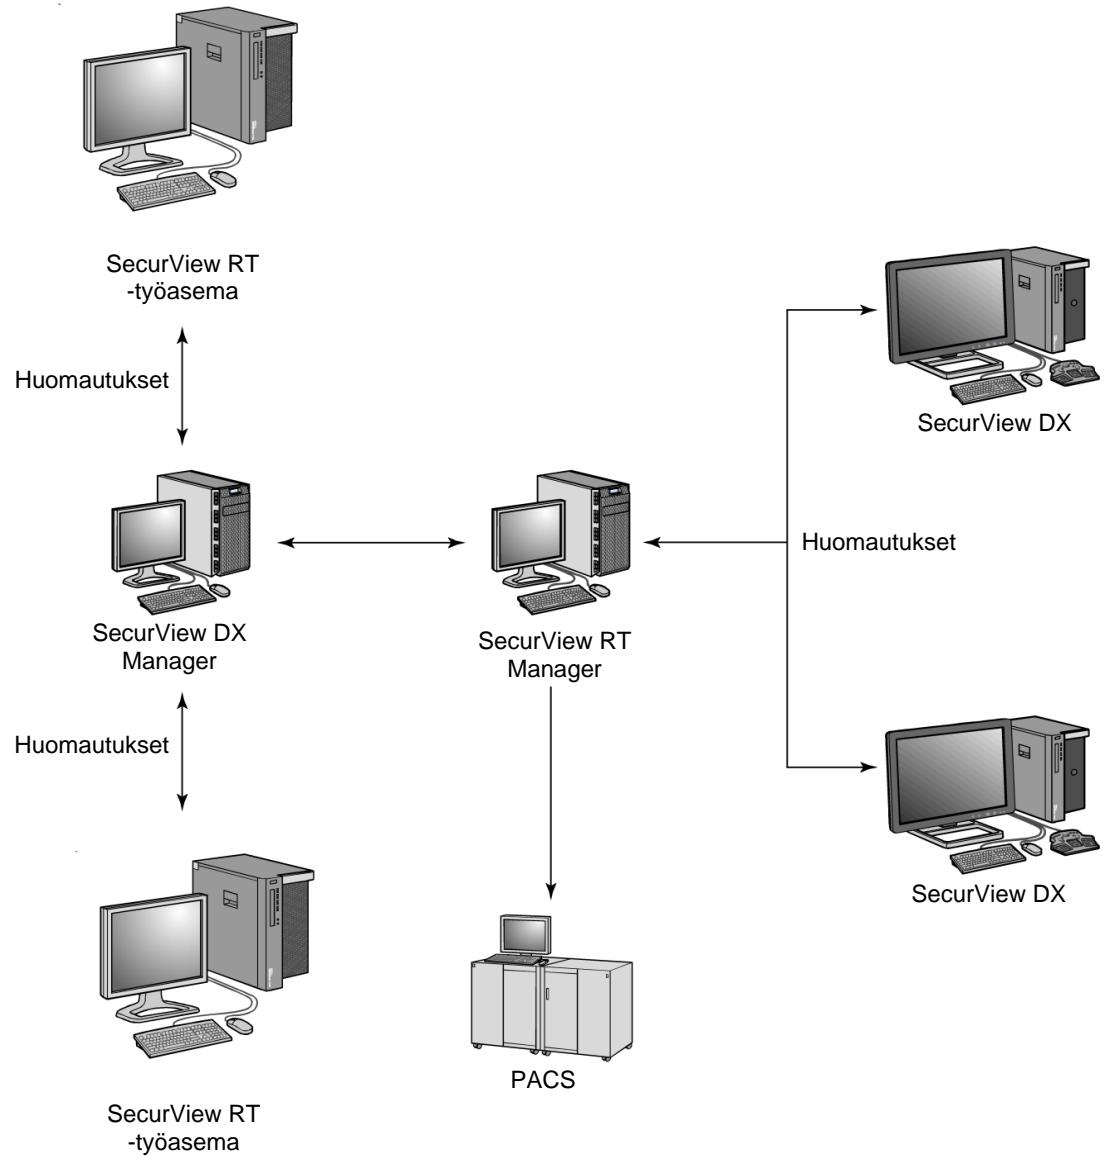 SecurView RT
-työasema
Huomautukset
SecurView DX
Manager
Huomautukset
SecurView RT
-työasema
SecurView RT
Manager
PACS
SecurView DX
Huomautukset
SecurView DX